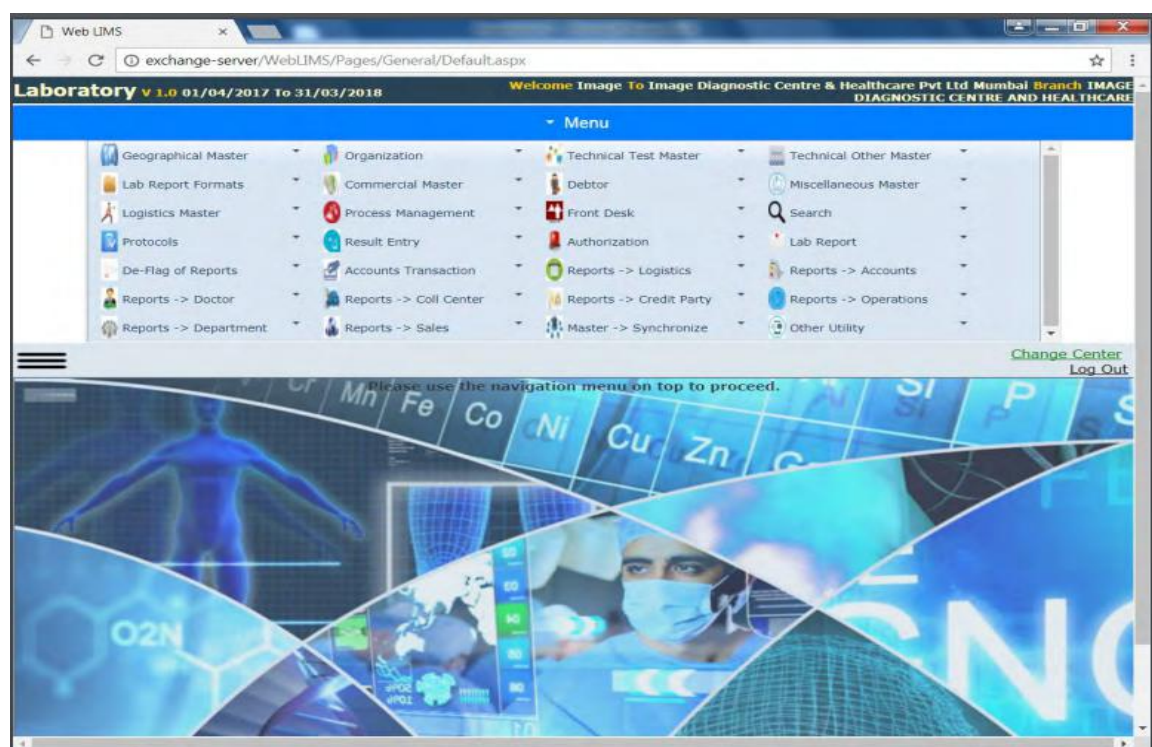 Web LIMS
exchange-server/WebLIMS/Pages/General/Default.aspx
Laboratory V 1.0 01/04/2017 To 31/03/2018
Welcome Image To Image Diagnostic Centre & Healthcare Pvt Ltd Mumbai Branch IMAGE
DIAGNOSTIC CENTRE AND HEALTHCARE
Menu
Geographical Master Organization Technical Test Master Technical Other Master
Lab Report Formats Commercial Master Debtor Miscellaneous Master
Logistics Master Process Management Front Desk Search
Protocols Result Entry Authorization Lab Report
De-Flag of Reports Accounts Transaction Reports -> Logistics Reports -> Accounts
Reports -> Doctor Reports -> Coll Center Reports -> Credit Party Reports -> Operations
Reports -> Department Reports -> Sales Master -> Synchronize Other Utility
Change Center
Log Out
Please use the navigation menu on top to proceed.
Cr Mn Fe Co Ni Cu Zn
Si P S
Si P
O2N
NO